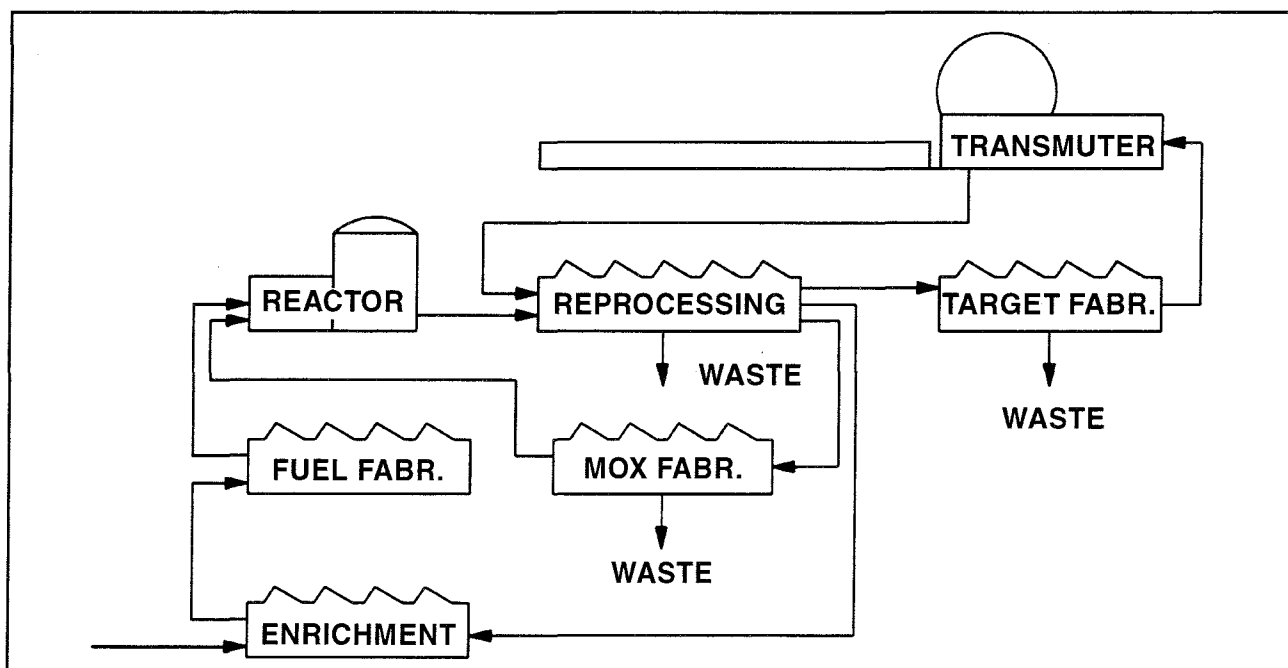 TRANSMUTER
REACTOR
REPROCESSING
TARGET FABR.
WASTE
WASTE
FUEL FABR.
MOX FABR.
WASTE
ENRICHMENT